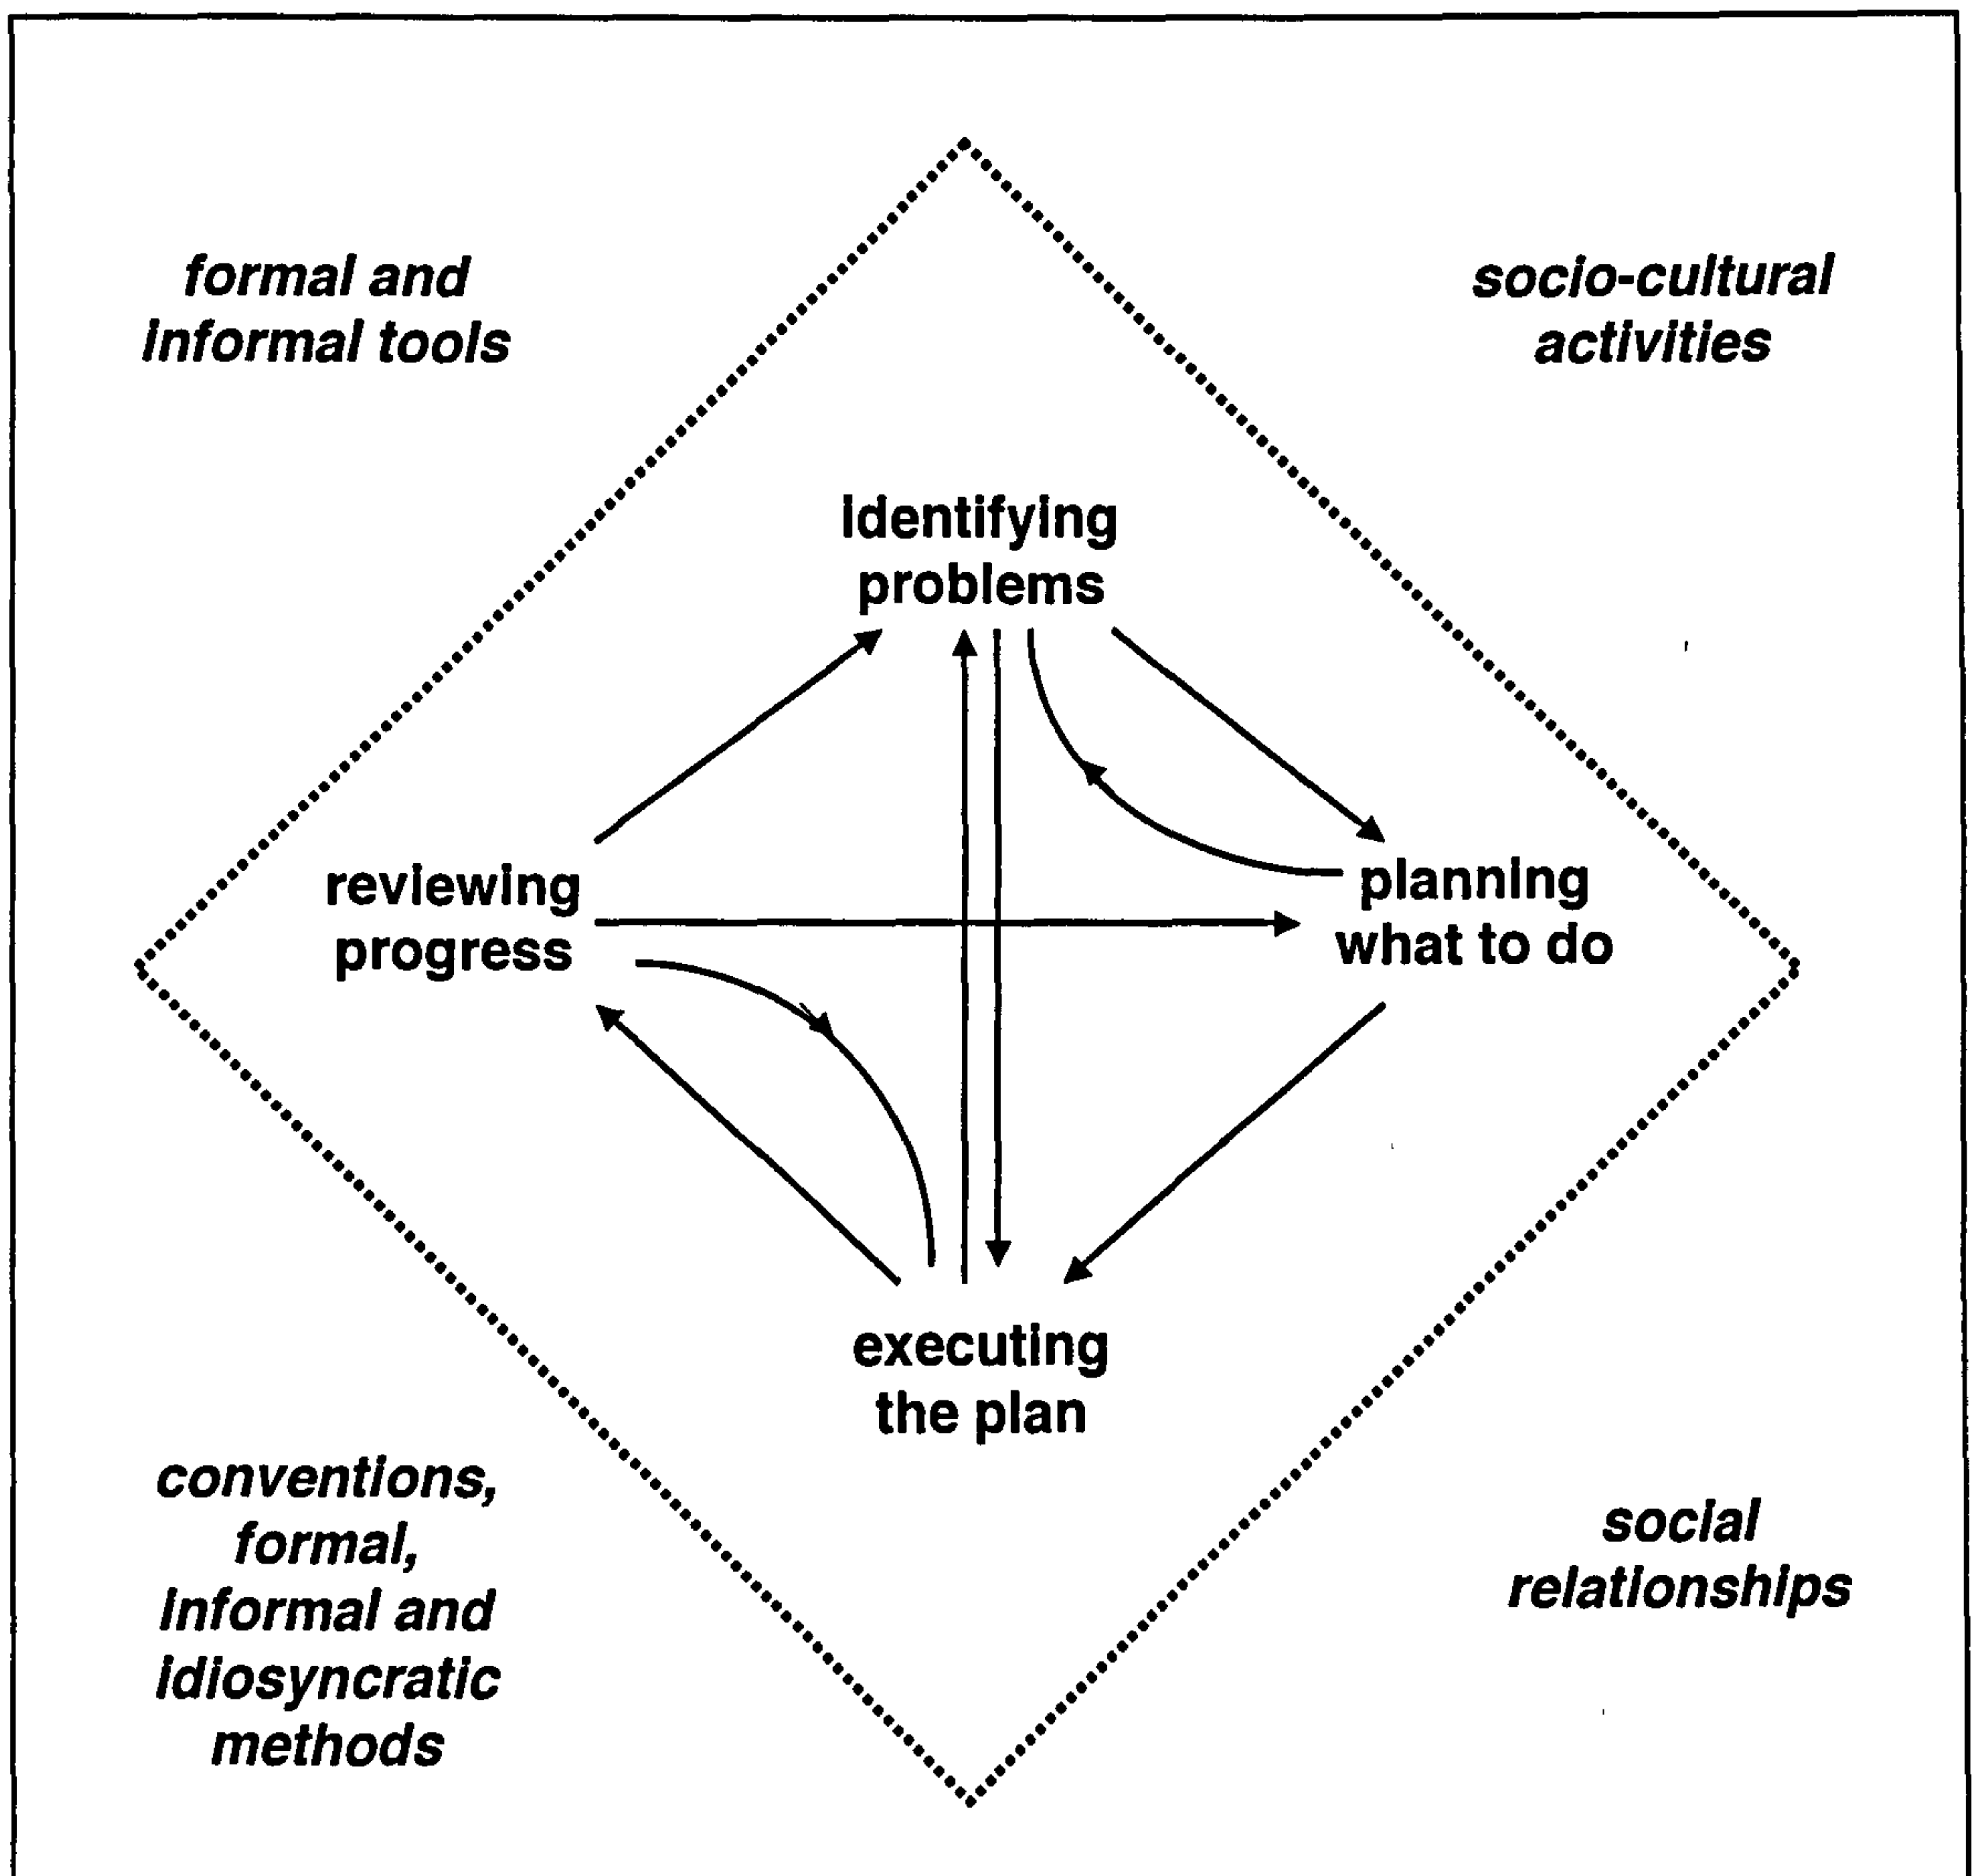 formal and
informal tools
socio-cultural
activities
identifying
problems
reviewing
progress
planning
what to do
executing
the plan
conventions,
formal,
informal and
idiosyncratic
methods
social
relationships